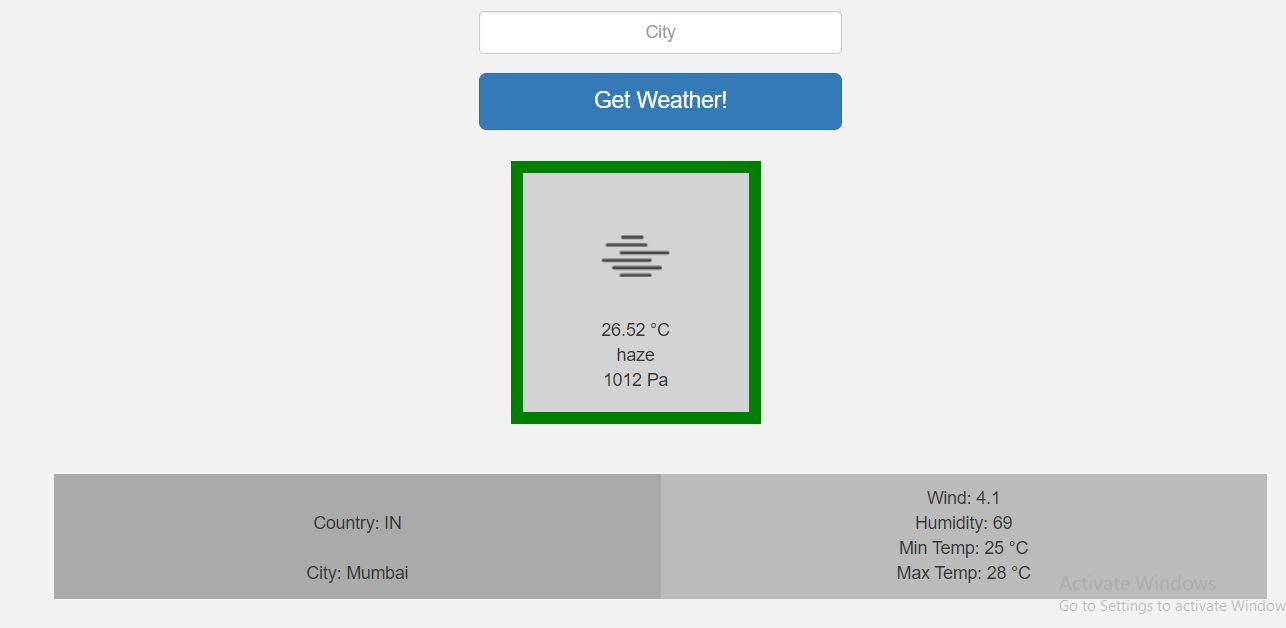 City
Get Weather!
26.52 °C
haze
1012 Pa
Country: IN
City: Mumbai
Wind: 4.1
Humidity: 69
Min Temp: 25 °C
Max Temp: 28 °C
Activate Windows
Go to Settings to activate Window